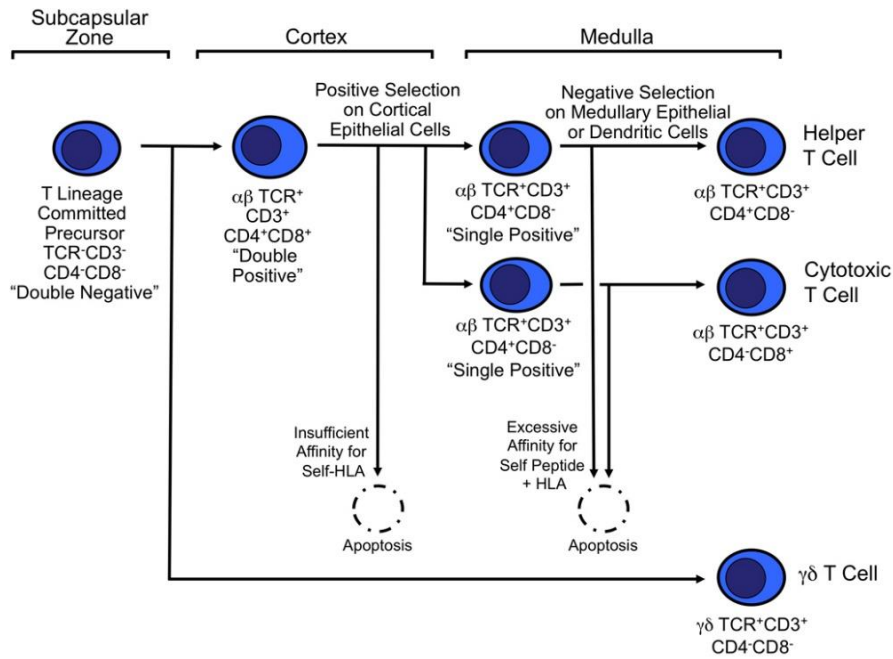 Subcapsular
Zone
Cortex
Medulla
Positive Selection
on Cortical
Epithelial Cells
Negative Selection
on Medullary Epithelial
or Dendritic Cells
Helper
T Cell
T Lineage
Committed
Precursor
TCR⁻CD3⁻
CD4⁻CD8⁻
“Double Negative”
αβ TCR⁺
CD3⁺
CD4⁺CD8⁺
“Double
Positive”
αβ TCR⁺CD3⁺
CD4⁺CD8⁻
“Single Positive”
αβ TCR⁺CD3⁺
CD4⁺CD8⁻
Cytotoxic
T Cell
αβ TCR⁺CD3⁺
CD4⁺CD8⁻
“Single Positive”
αβ TCR⁺CD3⁺
CD4⁻CD8⁺
Insufficient
Affinity for
Self-HLA
Apoptosis
Excessive
Affinity for
Self Peptide
+ HLA
Apoptosis
γδ T Cell
γδ TCR⁺CD3⁺
CD4⁻CD8⁻